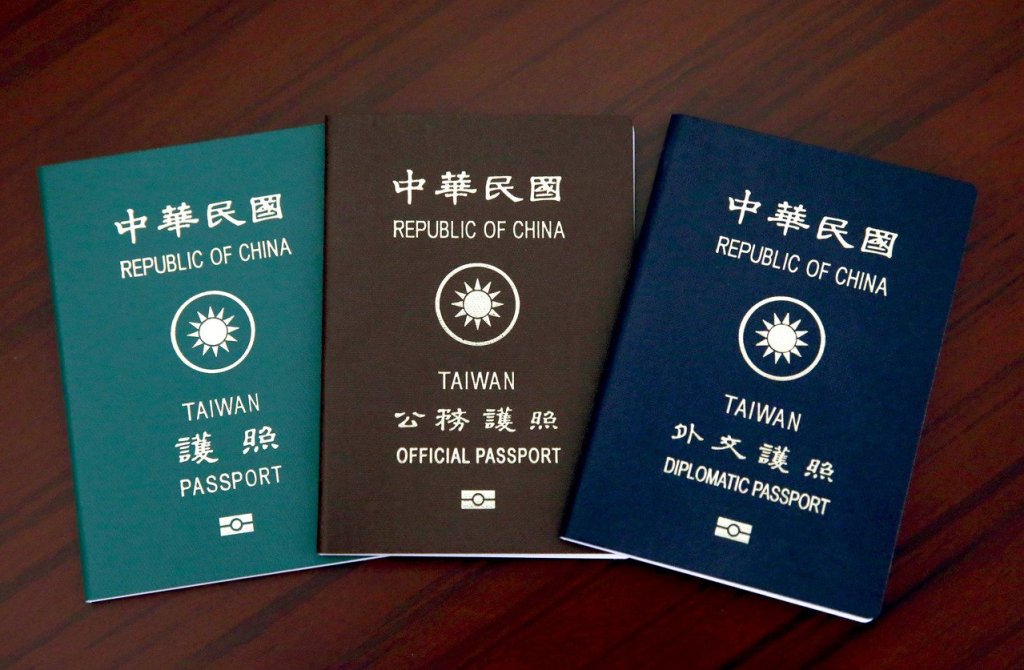 中華民國
REPUBLIC OF CHINA
TAIWAN
護照
PASSPORT
中華民國
REPUBLIC OF CHINA
TAIWAN
公務護照
OFFICIAL PASSPORT
中華民國
REPUBLIC OF CHINA
TAIWAN
外交護照
DIPLOMATIC PASSPORT